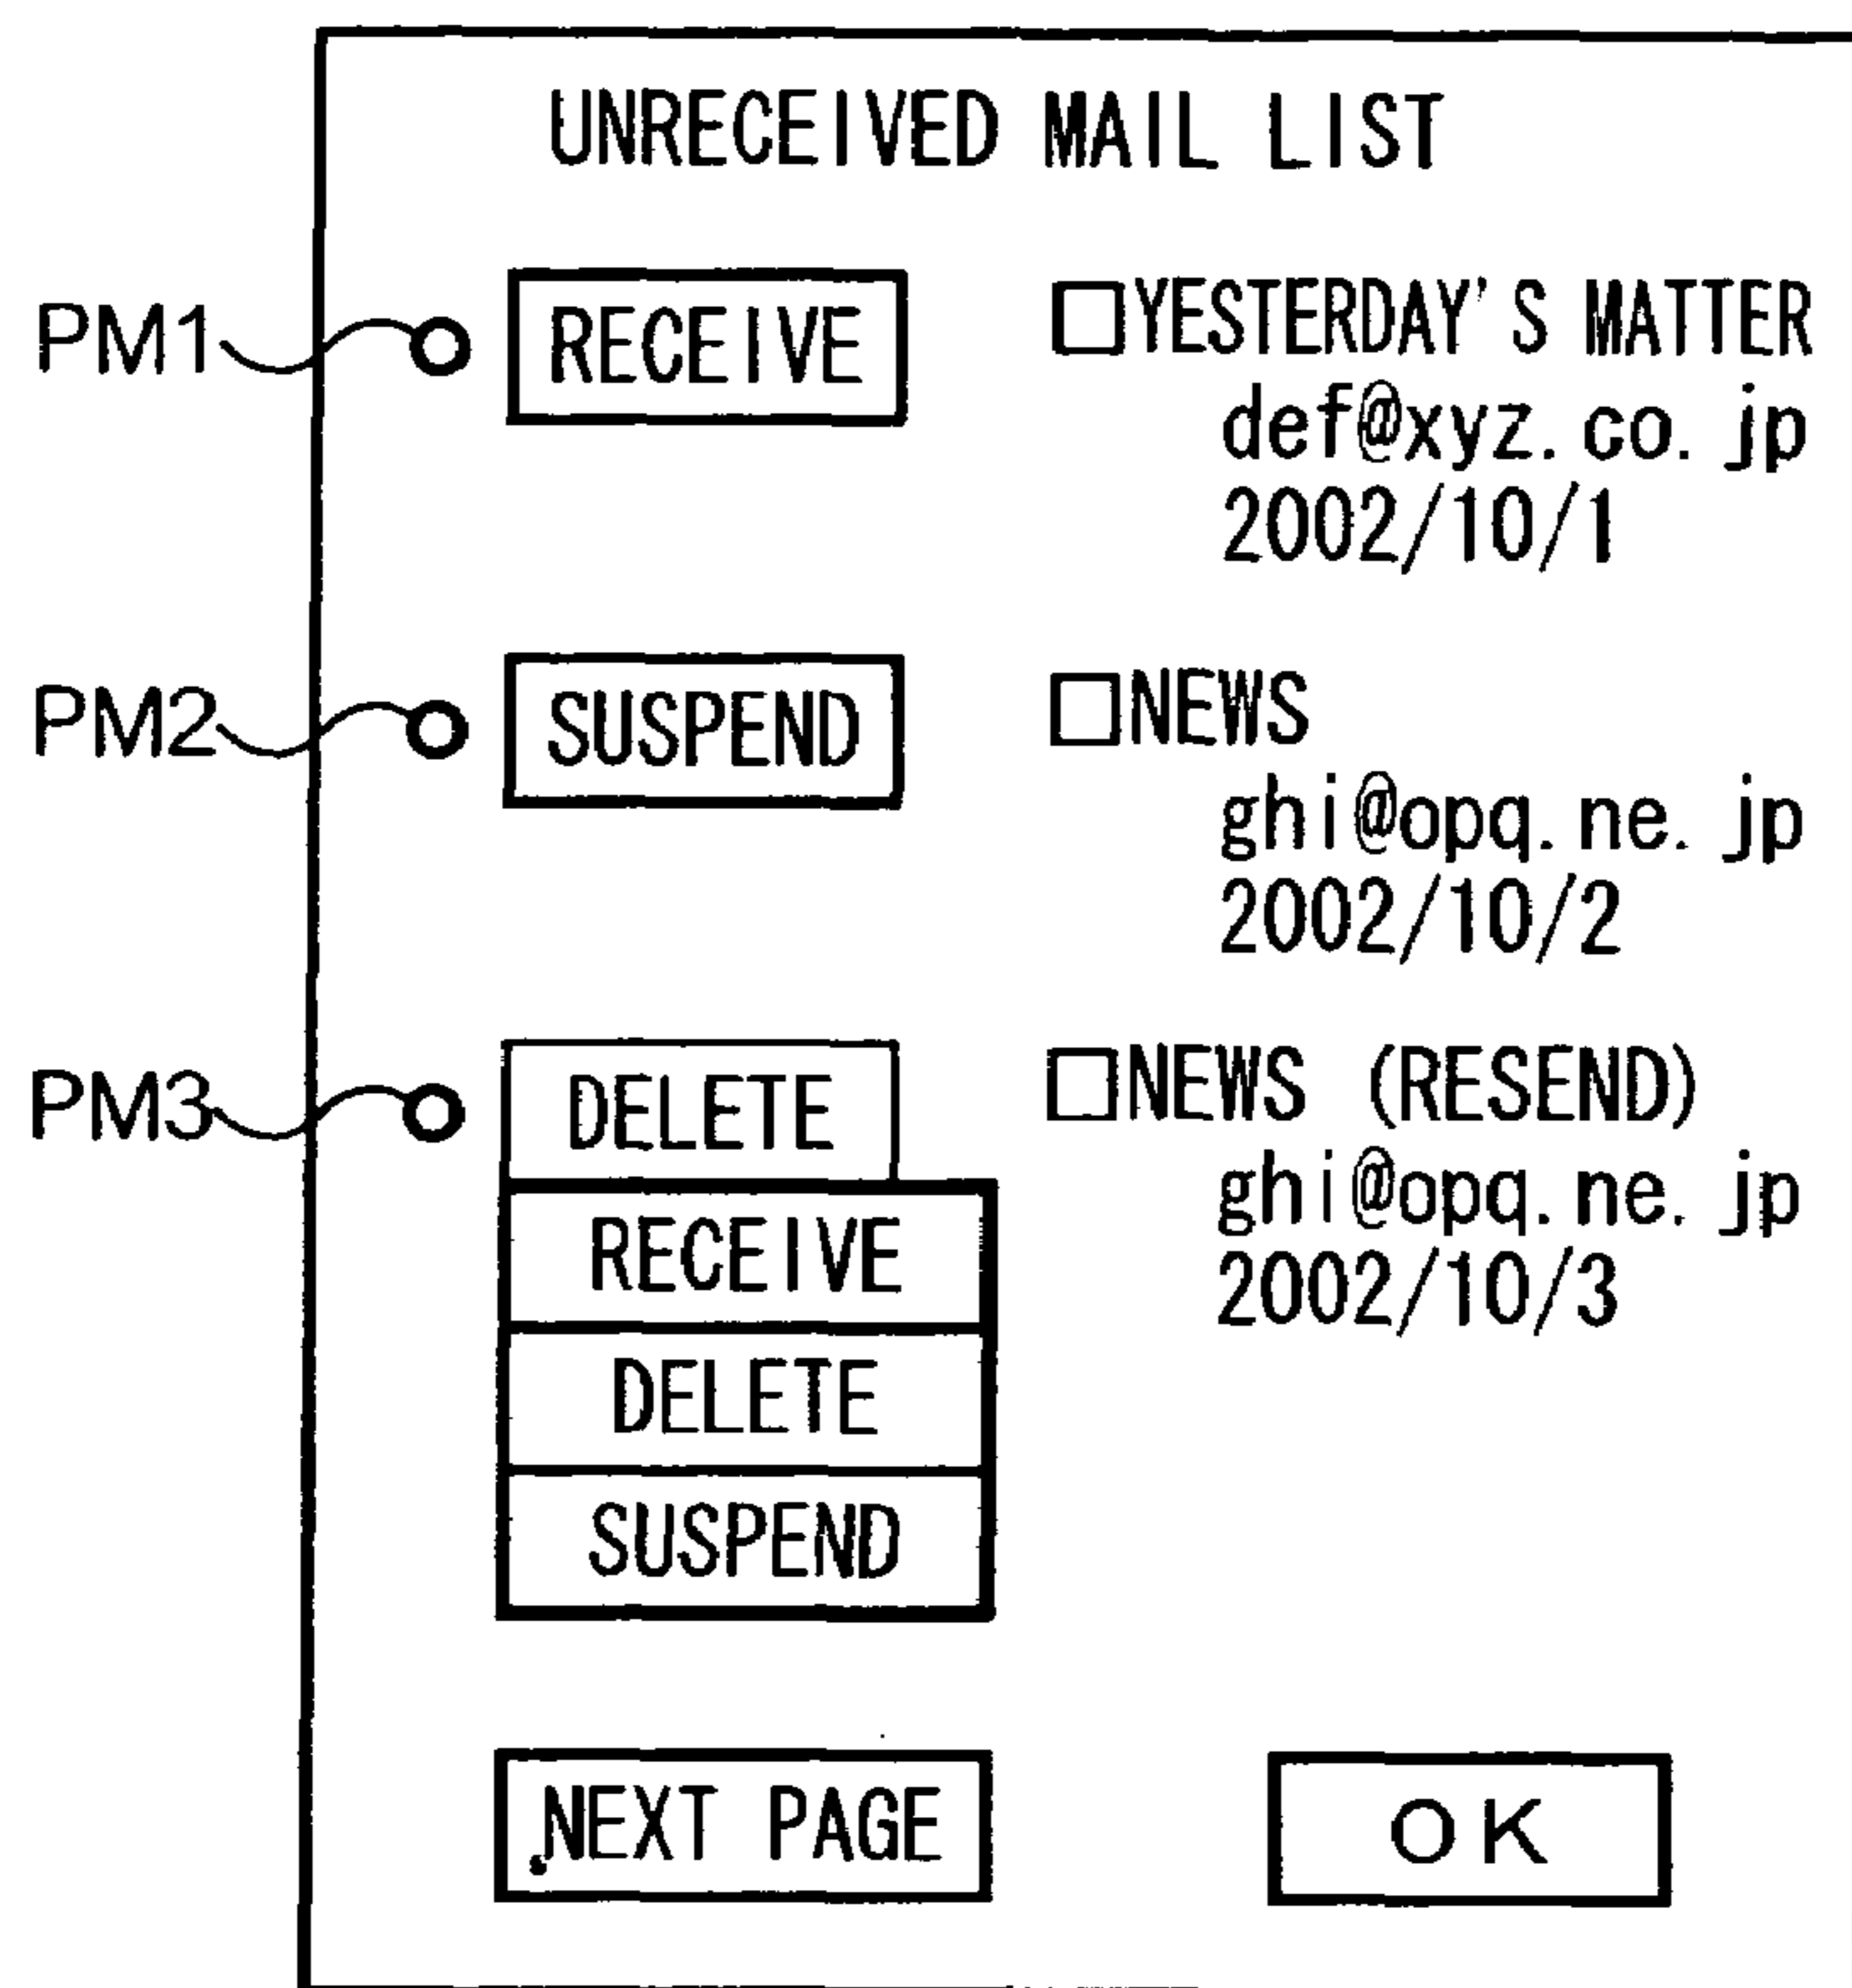 UNRECEIVED MAIL LIST
PM1 RECEIVE □YESTERDAY'S MATTER
def@xyz.co.jp
2002/10/1
PM2 SUSPEND □NEWS
ghi@opq.ne.jp
2002/10/2
PM3 DELETE □NEWS (RESEND)
ghi@opq.ne.jp
RECEIVE
2002/10/3
DELETE
SUSPEND
NEXT PAGE OK